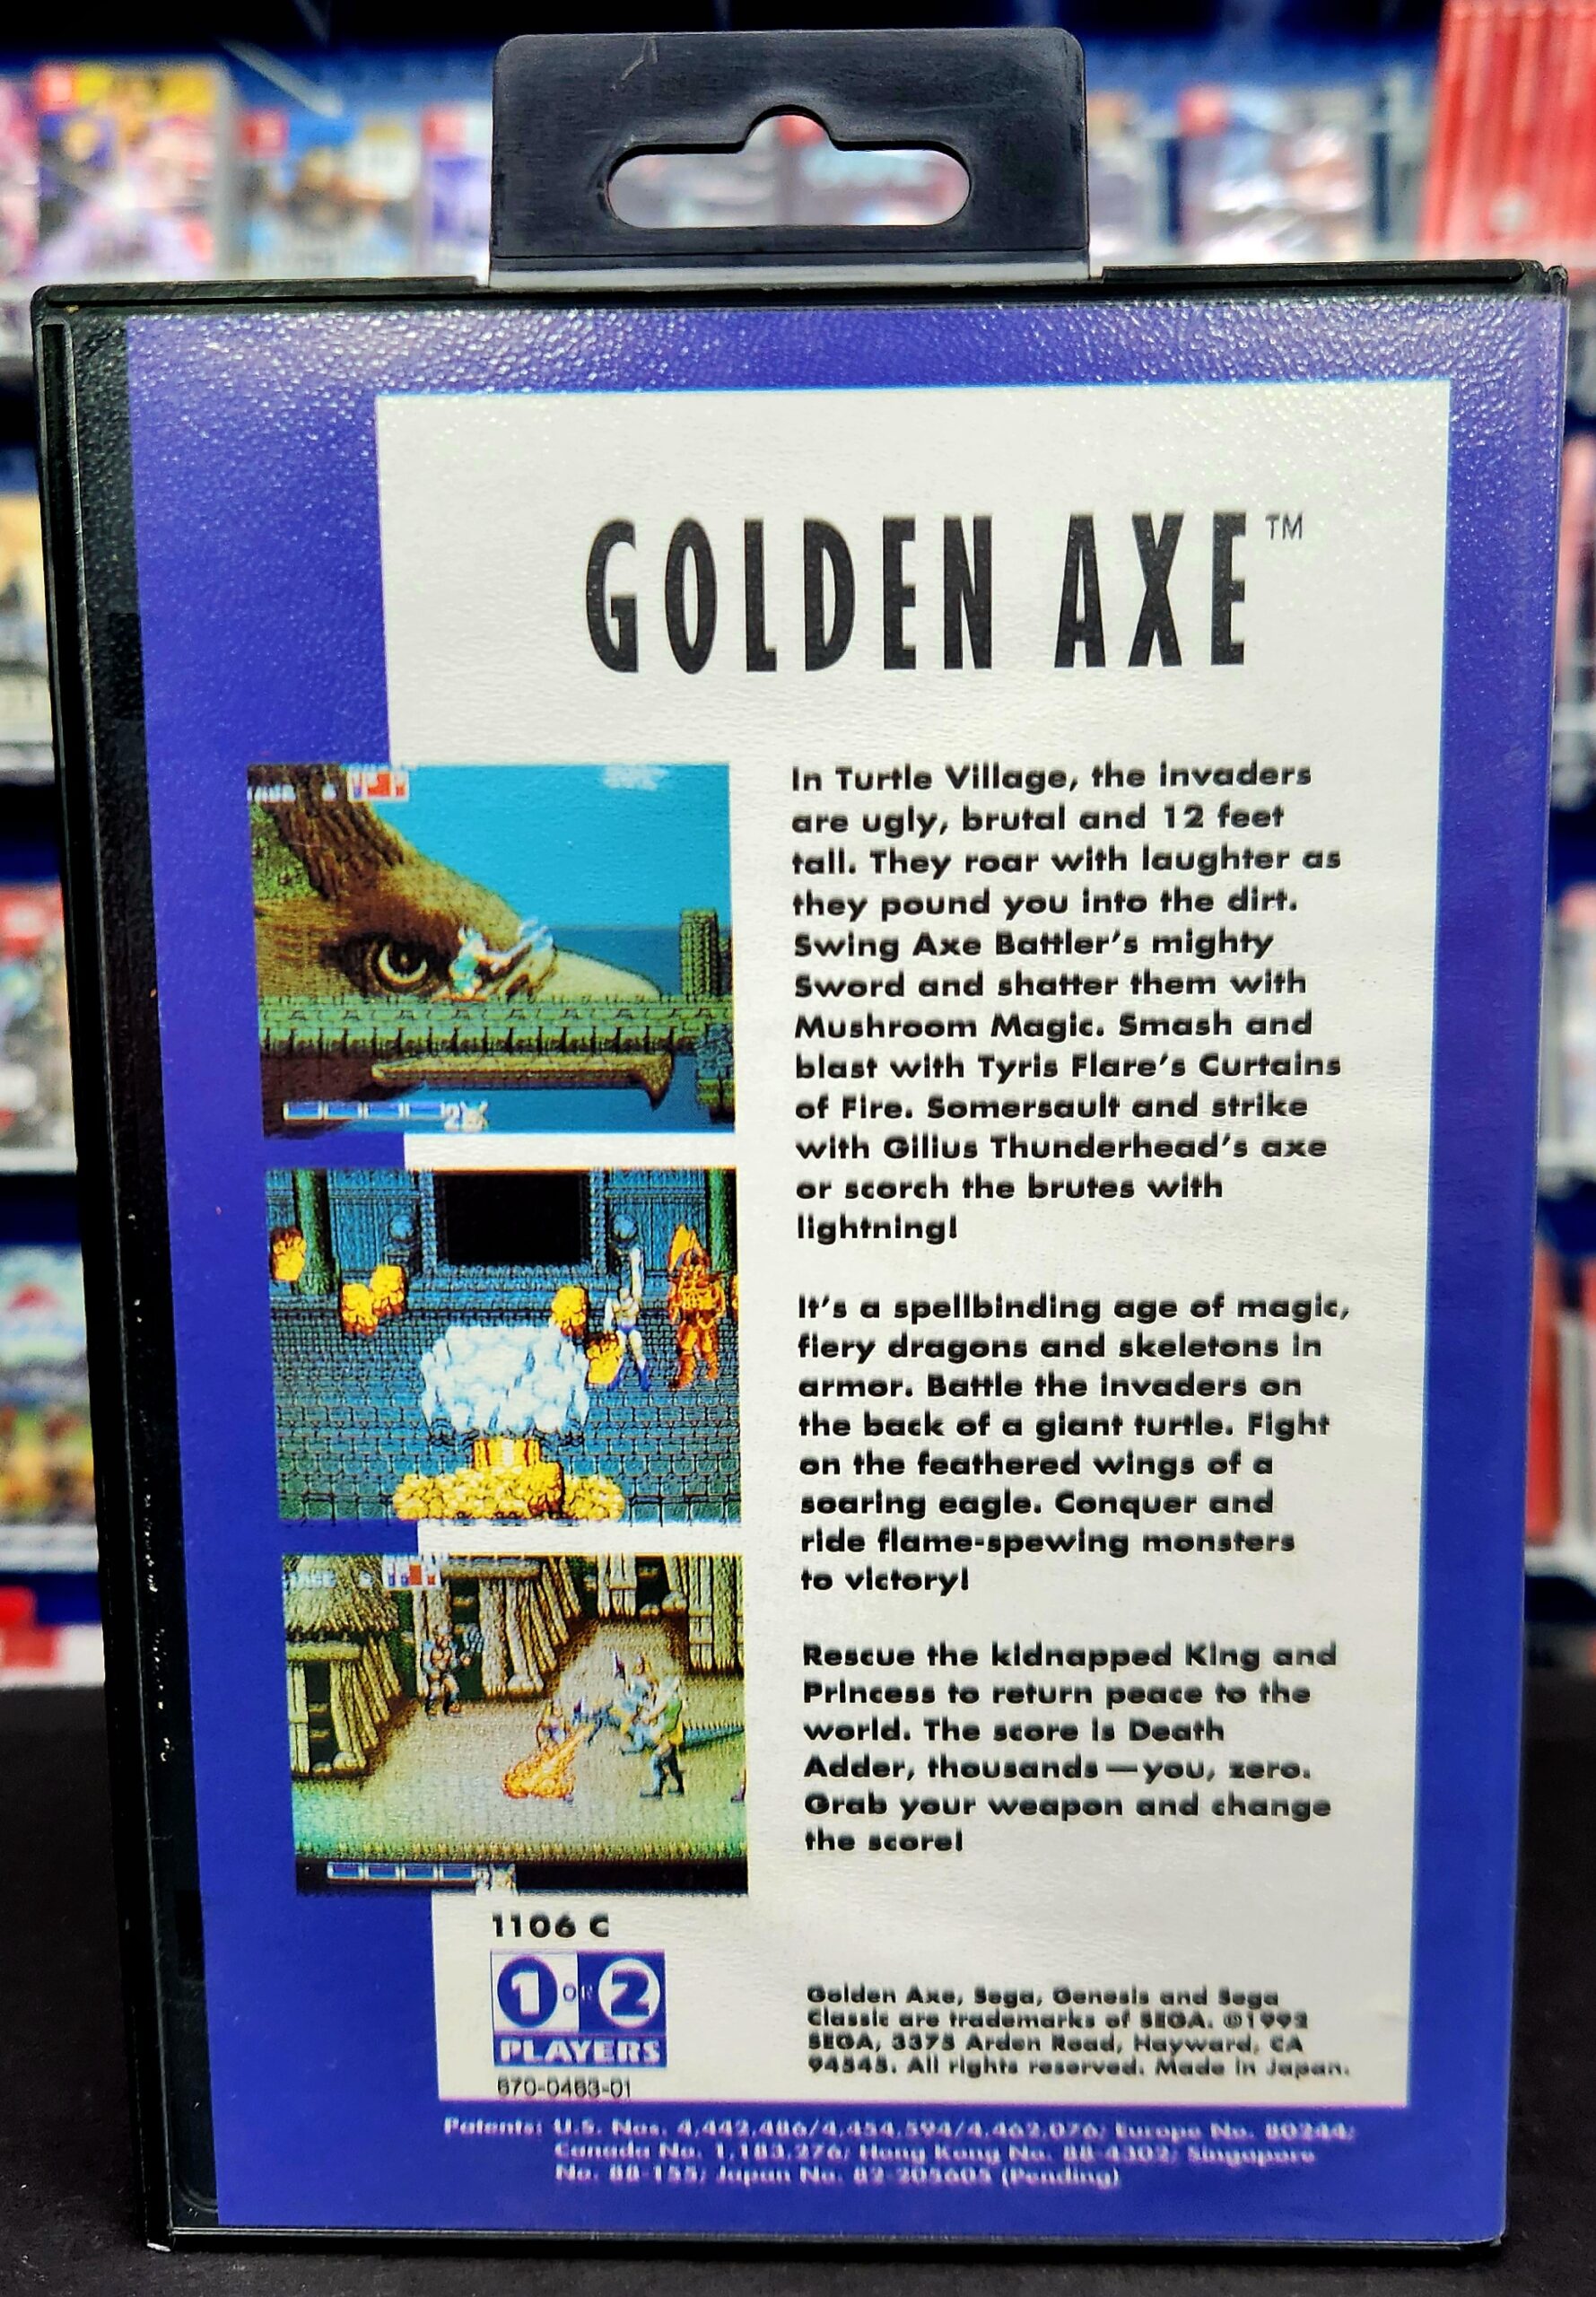 GOLDEN AXE™
In Turtle Village, the invaders
are ugly, brutal and 12 feet
tall. They roar with laughter as
they pound you into the dirt.
Swing Axe Battler's mighty
Sword and shatter them with
Mushroom Magic. Smash and
blast with Tyris Flare's Curtains
of Fire. Somersault and strike
with Gilius Thunderhead's axe
or scorch the brutes with
lightning!
It's a spellbinding age of magic,
fiery dragons and skeletons in
armor. Battle the invaders on
the back of a giant turtle. Fight
on the feathered wings of a
soaring eagle. Conquer and
ride flame-spewing monsters
to victory!
Rescue the kidnapped King and
Princess to return peace to the
world. The score is Death
Adder, thousands—you, zero.
Grab your weapon and change
the score!
1106 C
1 OR 2
PLAYERS
670-0463-01
Golden Axe, Sega, Genesis and Sega
Classic are trademarks of SEGA. ©1992
SEGA, 3375 Arden Road, Hayward, CA
94545. All rights reserved. Made in Japan.
Patents: U.S. Nos. 4,442,486/4,454,594/4,462,076; Europe No. 80244;
Canada No. 1,183,276; Hong Kong No. 88-4302; Singapore
No. 88-155; Japan No. 82-205605 (Pending)